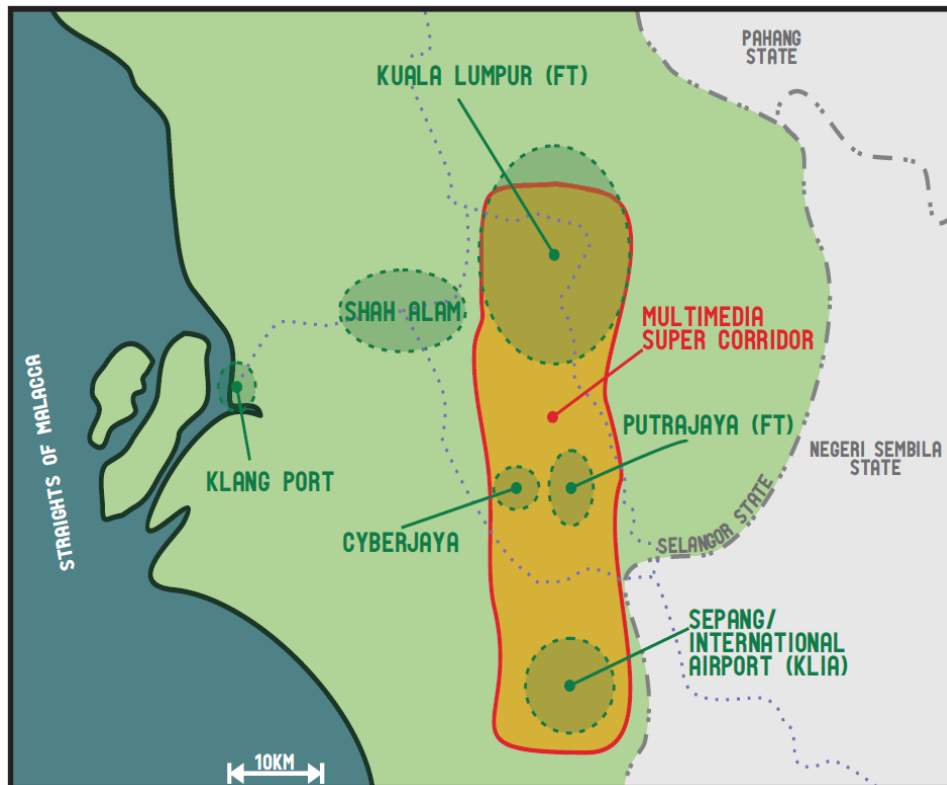 PAHANG
STATE
KUALA LUMPUR (FT)
SHAH ALAM
MULTIMEDIA
SUPER CORRIDOR
STRAIGHTS OF MALACCA
PUTRAJAYA (FT)
NEGERI SEMBILA
STATE
KLANG PORT
CYBERJAYA
SELANGOR STATE
SEPANG/
INTERNATIONAL
AIRPORT (KLIA)
10KM